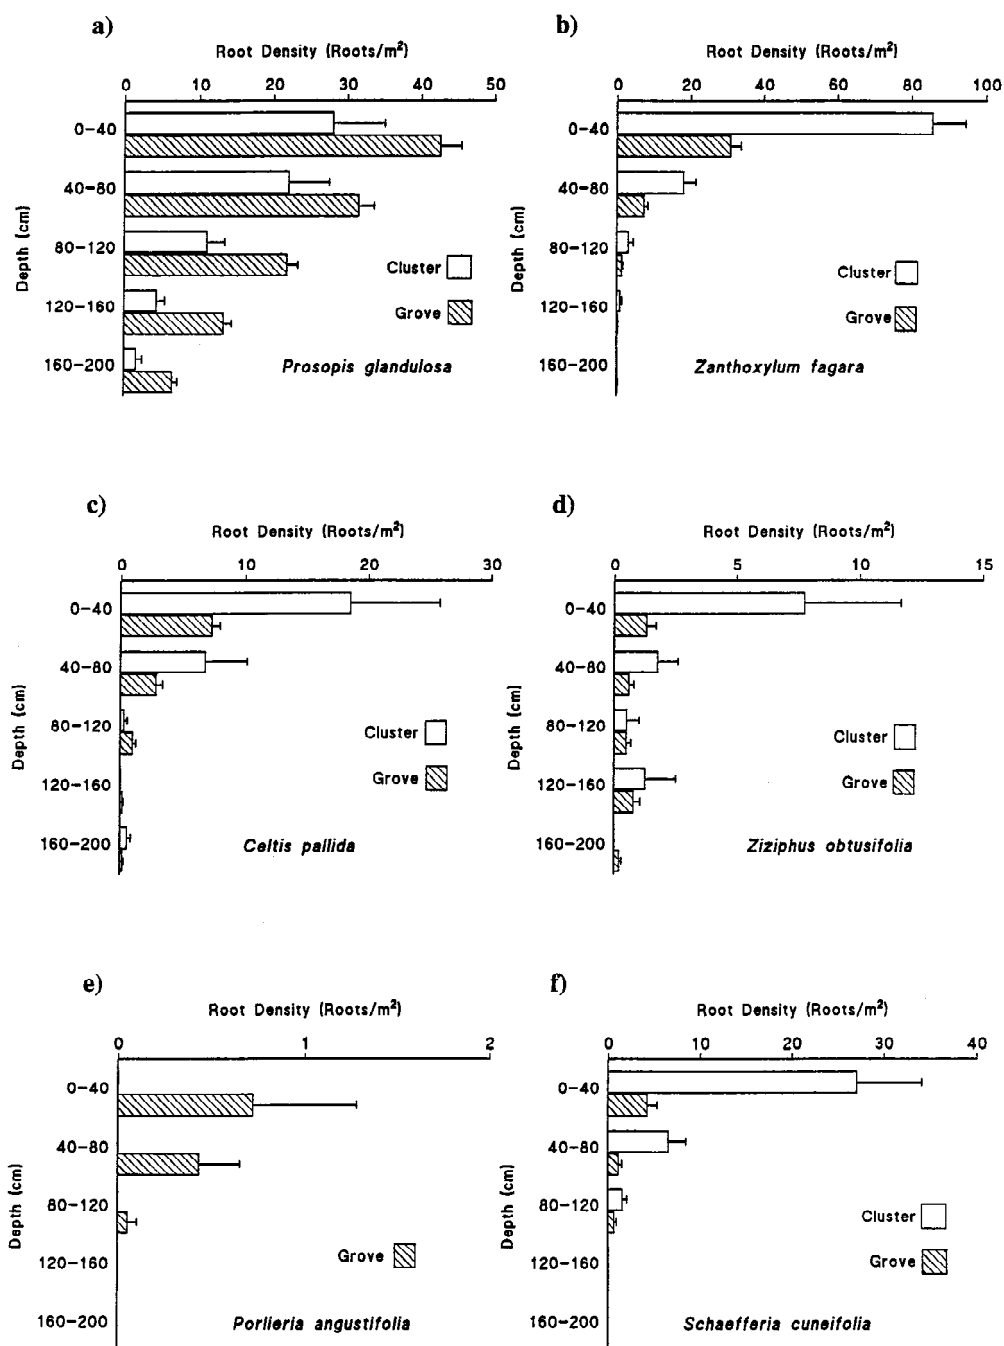 a)
Root Density (Roots/m²)
0 10 20 30 40 50
Depth (cm)
0-40
40-80
80-120
120-160
160-200
Cluster
Grove
Prosopis glandulosa
b)
Root Density (Roots/m²)
0 20 40 60 80 100
Depth (cm)
0-40
40-80
80-120
120-160
160-200
Cluster
Grove
Zanthoxylum fagara
c)
Root Density (Roots/m²)
0 10 20 30
Depth (cm)
0-40
40-80
80-120
120-160
160-200
Cluster
Grove
Celtis pallida
d)
Root Density (Roots/m²)
0 5 10 15
Depth (cm)
0-40
40-80
80-120
120-160
160-200
Cluster
Grove
Ziziphus obtusifolia
e)
Root Density (Roots/m²)
0 1 2
Depth (cm)
0-40
40-80
80-120
120-160
160-200
Grove
Porlieria angustifolia
f)
Root Density (Roots/m²)
0 10 20 30 40
Depth (cm)
0-40
40-80
80-120
120-160
160-200
Cluster
Grove
Schaefferia cuneifolia